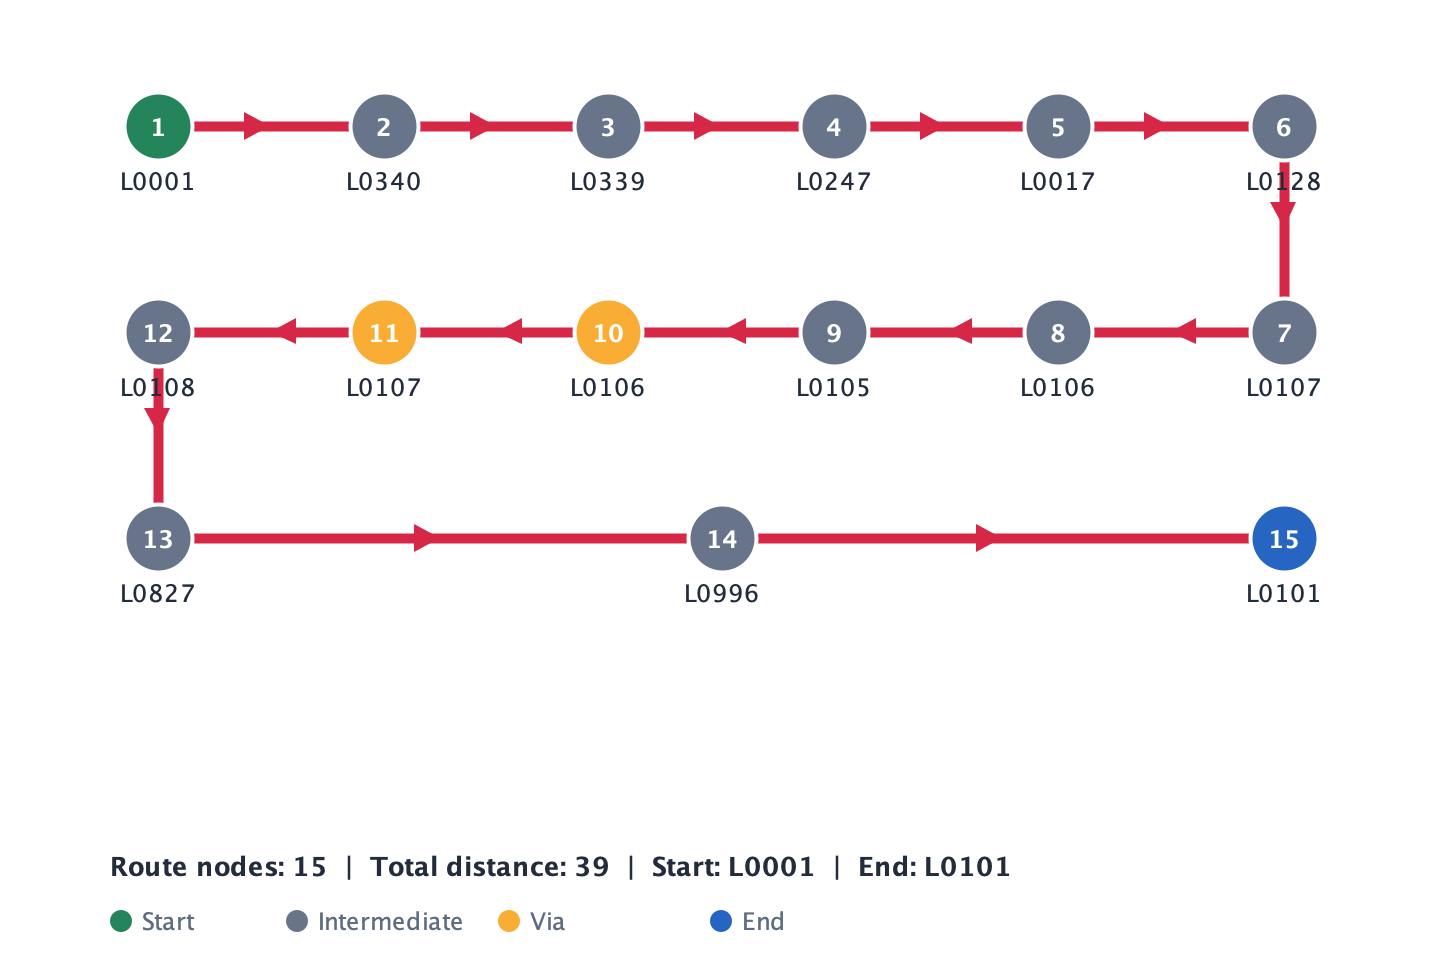 1 2 3 4 5 6
L0001 L0340 L0339 L0247 L0017 L0128
12 11 10 9 8 7
L0108 L0107 L0106 L0105 L0106 L0107
13 14 15
L0827 L0996 L0101
Route nodes: 15 | Total distance: 39 | Start: L0001 | End: L0101
Start Intermediate Via End